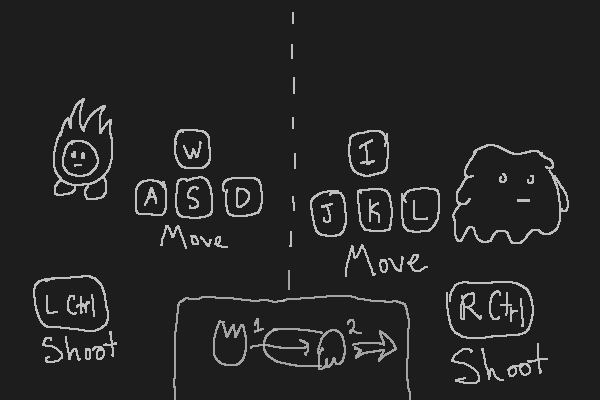 W
A S D
Move
I
J K L
Move
L Ctrl
Shoot
R Ctrl
Shoot
1 2